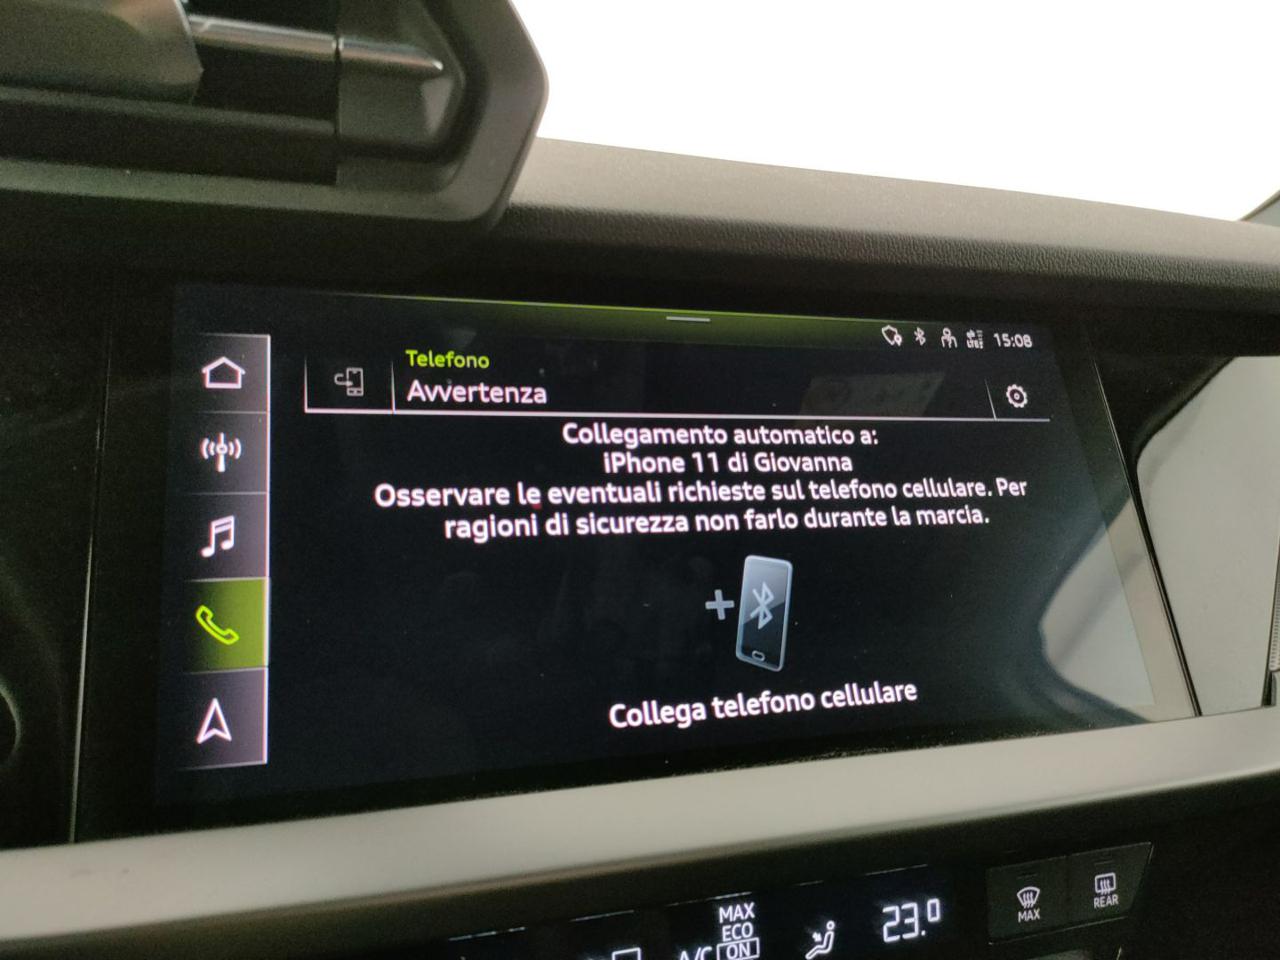 15:08
Telefono
Avvertenza
Collegamento automatico a:
iPhone 11 di Giovanna
Osservare le eventuali richieste sul telefono cellulare. Per
ragioni di sicurezza non farlo durante la marcia.
Collega telefono cellulare
MAX
ECO
ON
A/C
23.0
MAX
REAR